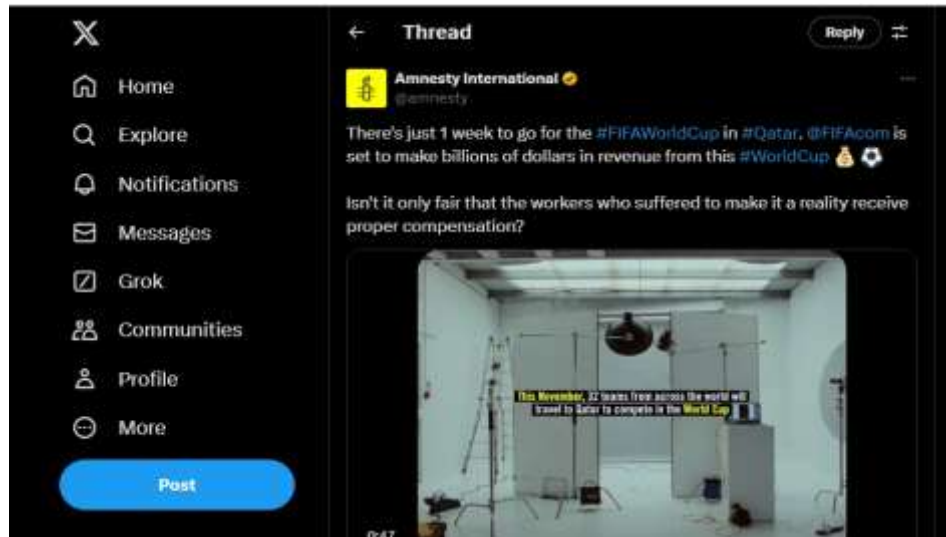 Home
Explore
Notifications
Messages
Grok
Communities
Profile
More
Post
Thread
Reply
Amnesty International
@amnesty
There's just 1 week to go for the #FIFAWorldCup in #Qatar. @FIFAcom is
set to make billions of dollars in revenue from this #WorldCup 💰 ⚽
Isn't it only fair that the workers who suffered to make it a reality receive
proper compensation?
This November, 32 teams from across the world will
travel to Qatar to compete in the World Cup
0:47